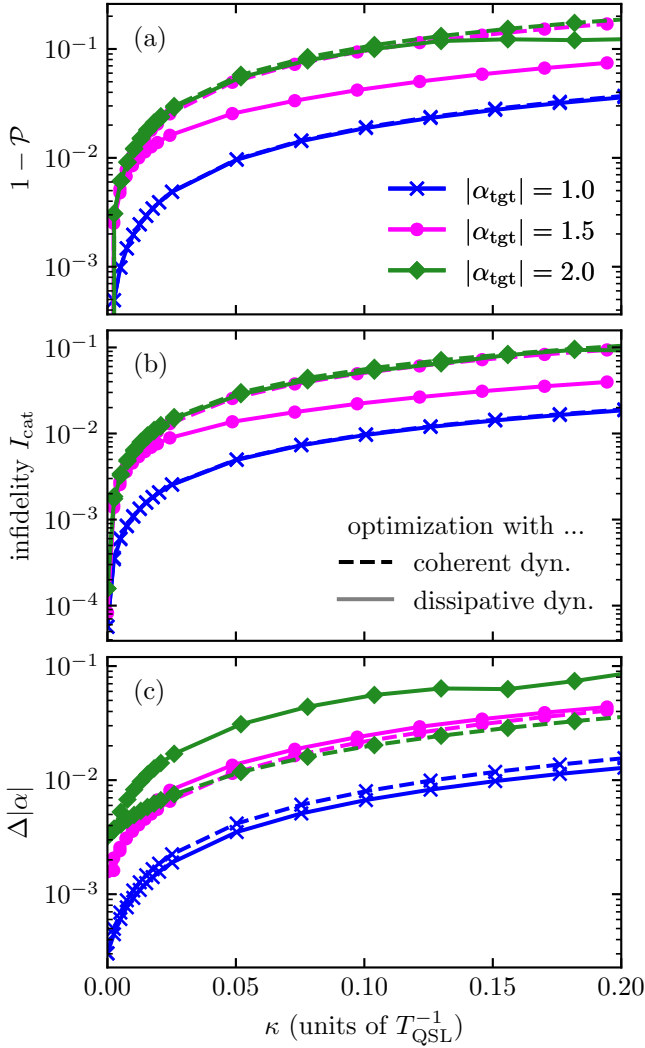 (a)
10⁻¹
10⁻²
10⁻³
1 − 𝒫
|α_tgt| = 1.0
|α_tgt| = 1.5
|α_tgt| = 2.0
(b)
10⁻¹
10⁻²
10⁻³
10⁻⁴
infidelity I_cat
optimization with ...
coherent dyn.
dissipative dyn.
(c)
10⁻¹
10⁻²
10⁻³
Δ|α|
0.00 0.05 0.10 0.15 0.20
κ (units of T_QSL⁻¹)